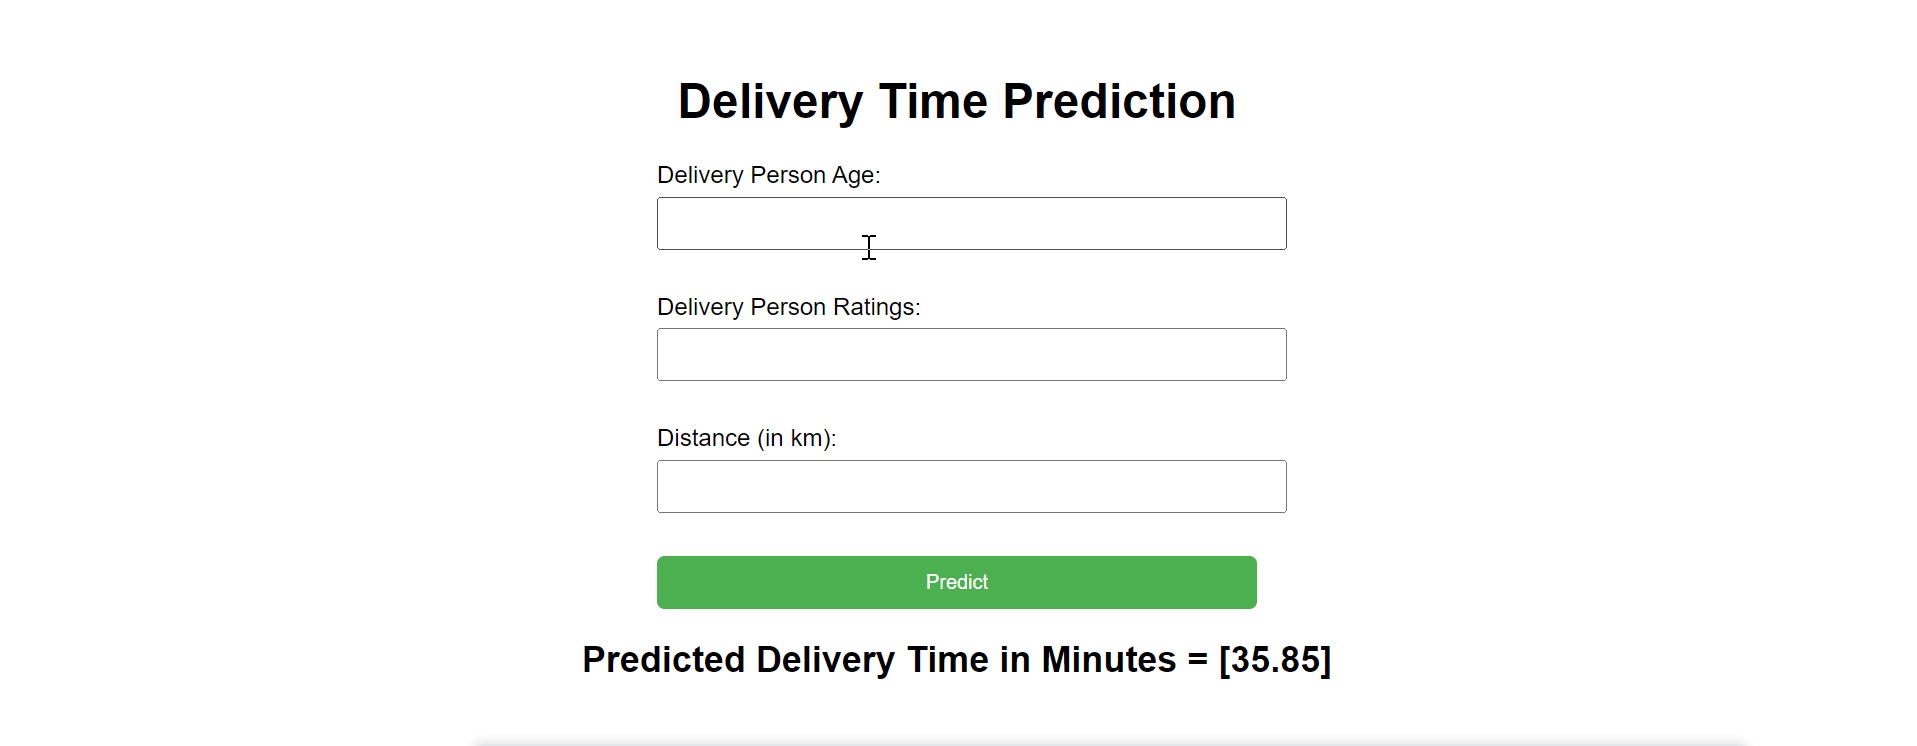 Delivery Time Prediction
Delivery Person Age:
Delivery Person Ratings:
Distance (in km):
Predict
Predicted Delivery Time in Minutes = [35.85]